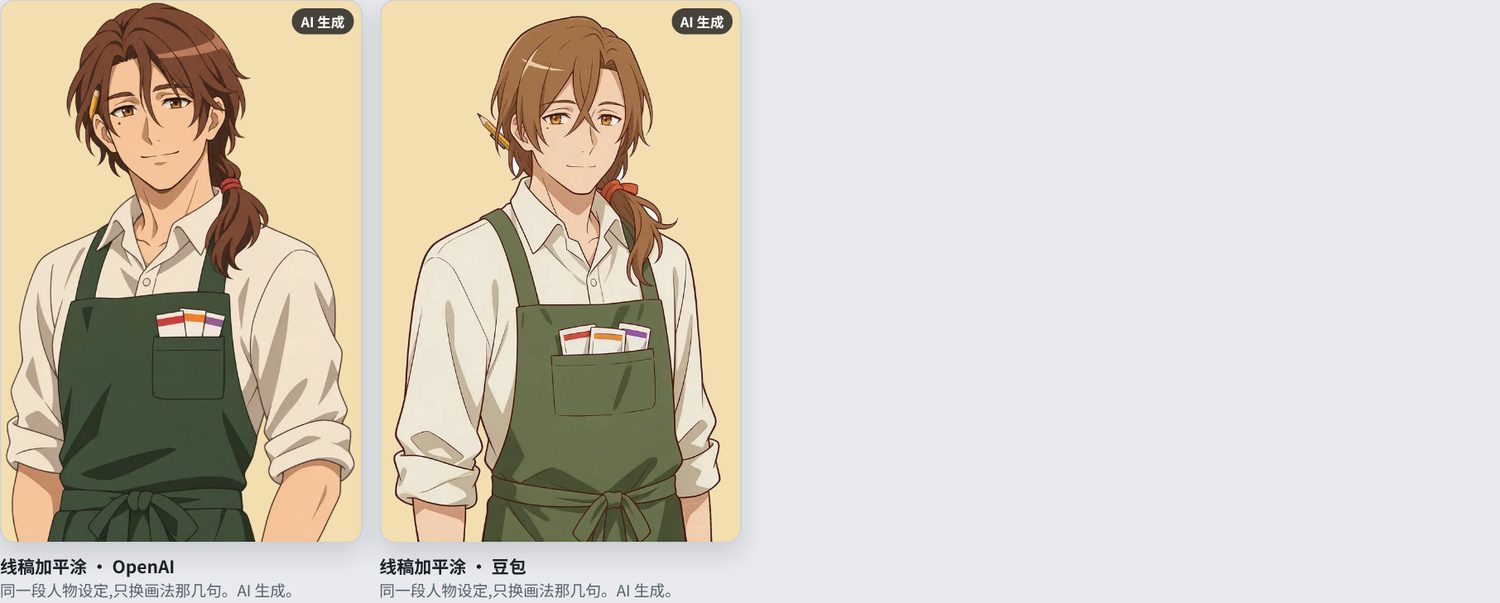 AI 生成
AI 生成
线稿加平涂 · OpenAI
同一段人物设定,只换画法那几句。AI 生成。
线稿加平涂 · 豆包
同一段人物设定,只换画法那几句。AI 生成。